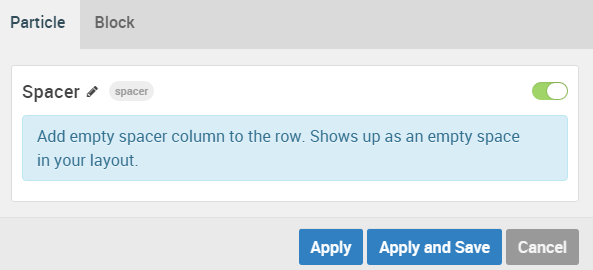 Particle Block
Spacer spacer
Add empty spacer column to the row. Shows up as an empty space
in your layout.
Apply Apply and Save Cancel